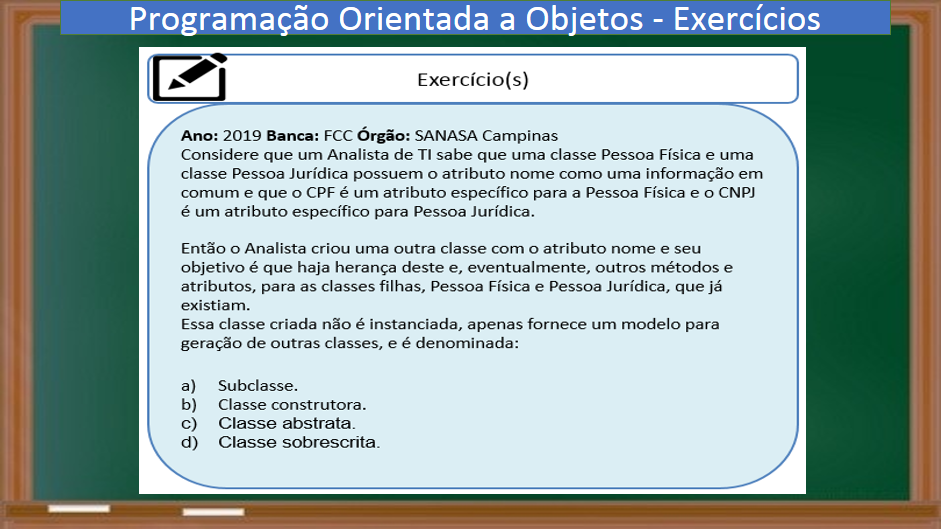 Programação Orientada a Objetos - Exercícios
Exercício(s)
Ano: 2019 Banca: FCC Órgão: SANASA Campinas
Considere que um Analista de TI sabe que uma classe Pessoa Física e uma
classe Pessoa Jurídica possuem o atributo nome como uma informação em
comum e que o CPF é um atributo específico para a Pessoa Física e o CNPJ
é um atributo específico para Pessoa Jurídica.
Então o Analista criou uma outra classe com o atributo nome e seu
objetivo é que haja herança deste e, eventualmente, outros métodos e
atributos, para as classes filhas, Pessoa Física e Pessoa Jurídica, que já
existiam.
Essa classe criada não é instanciada, apenas fornece um modelo para
geração de outras classes, e é denominada:
a) Subclasse.
b) Classe construtora.
c) Classe abstrata.
d) Classe sobrescrita.